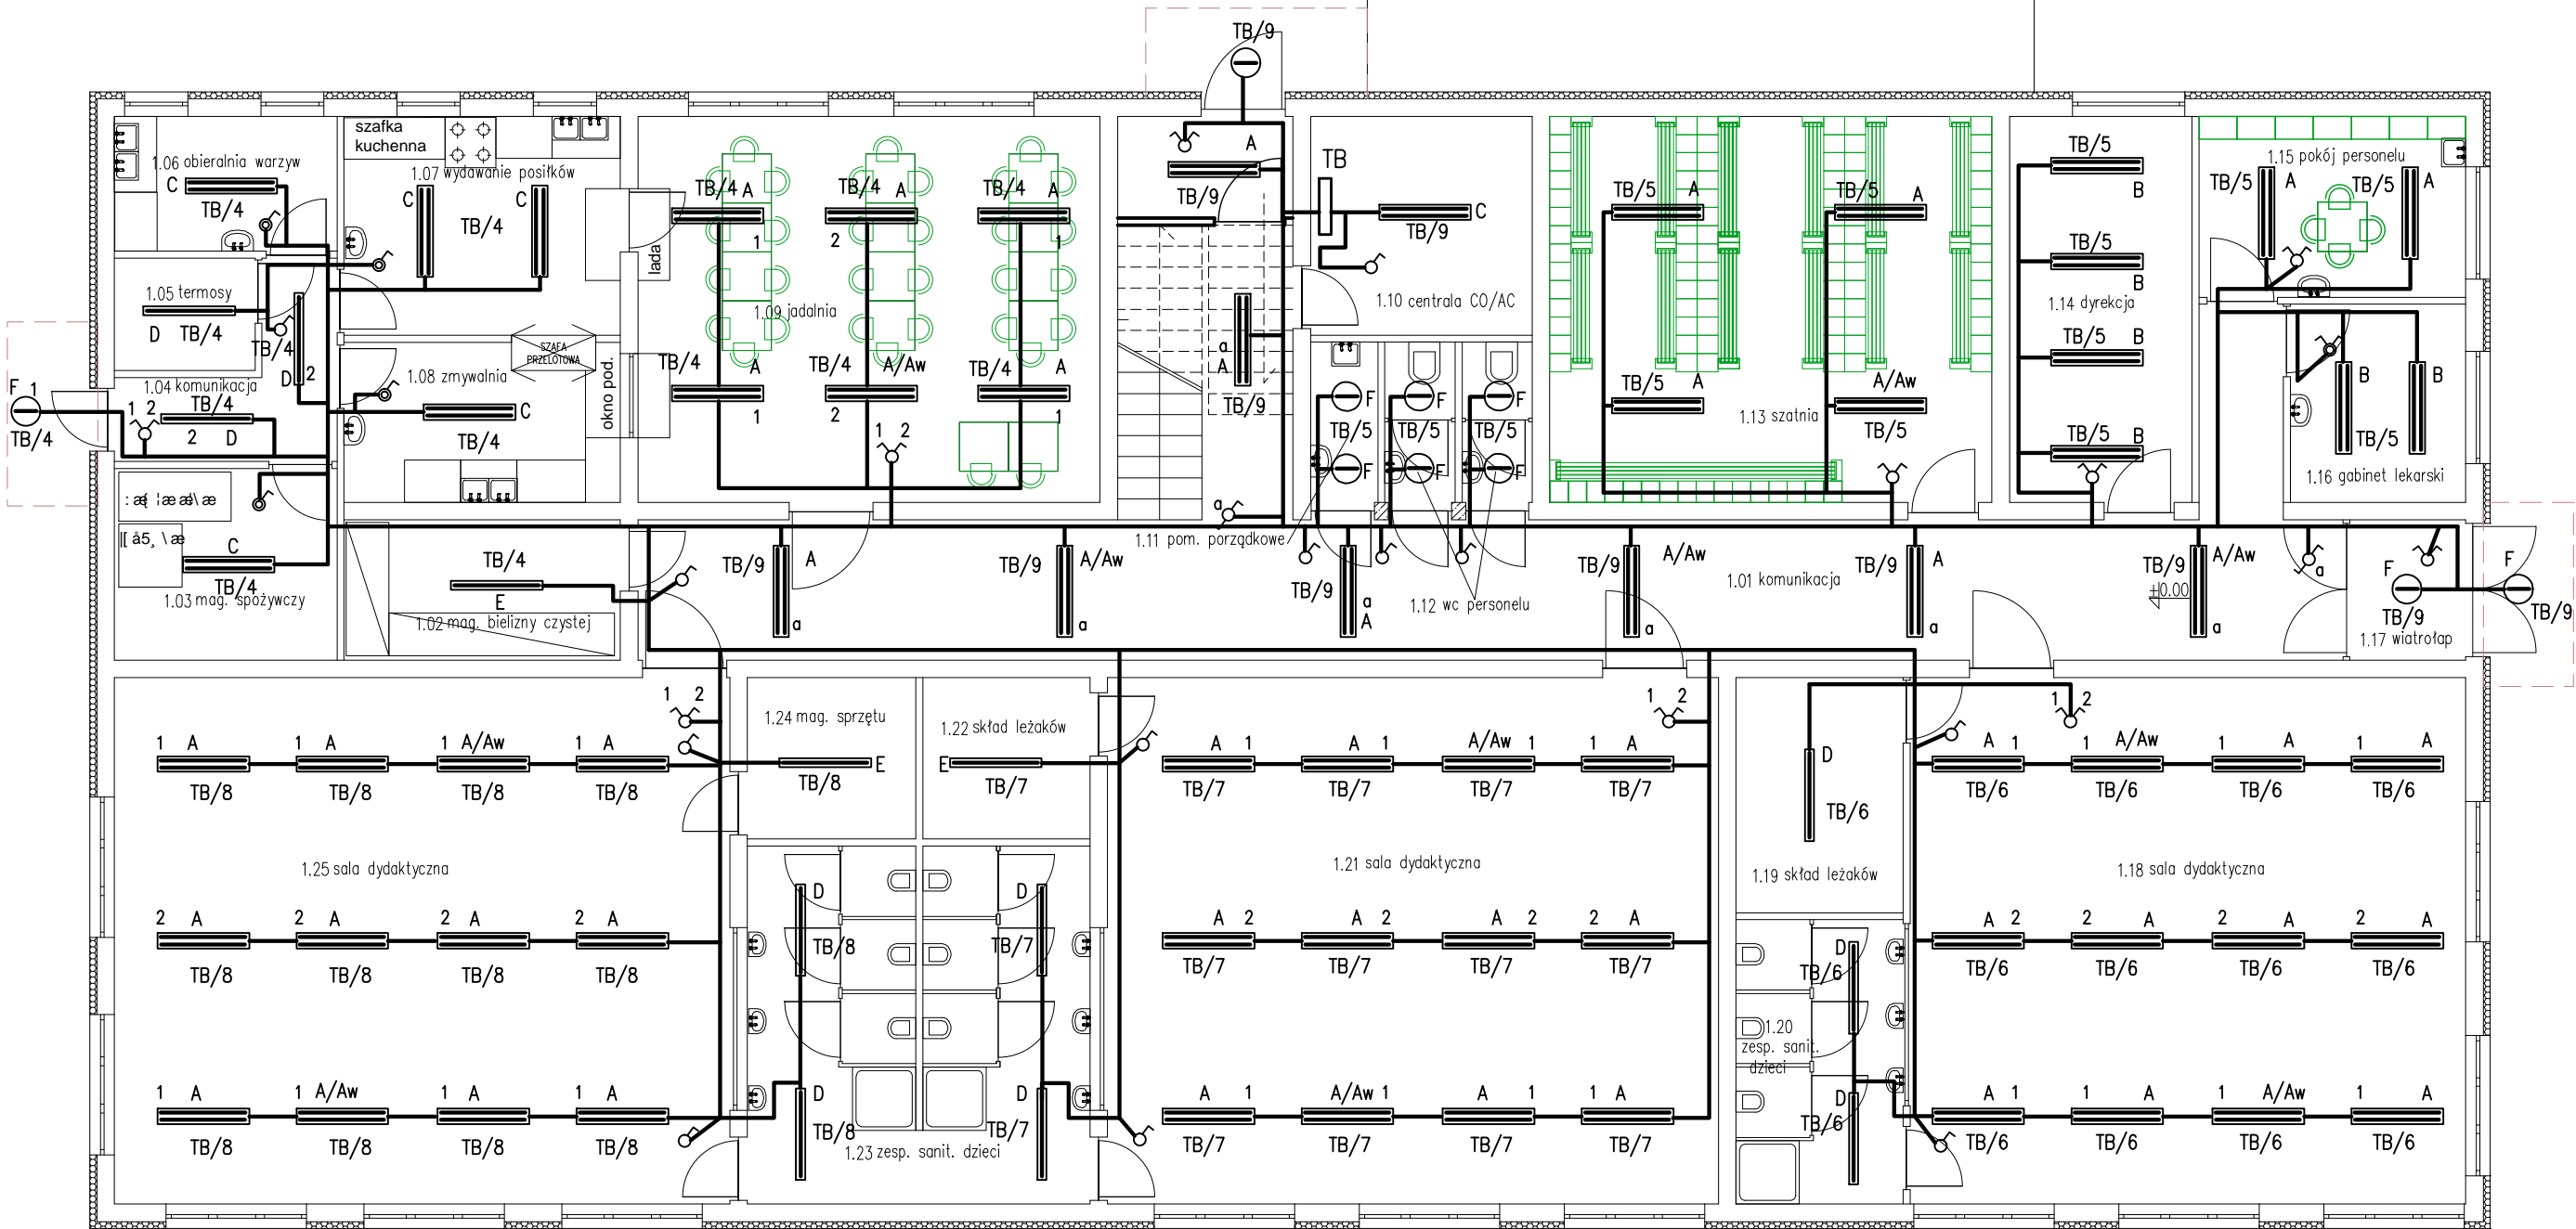 TB/9
szafka
kuchenna
1.06 obieralnia warzyw
C
TB/4
1.07 wydawanie posiłków
C
C
TB/4
lada
TB/4 A
1
TB/4 A
2
TB/4 A
1
A
TB/9
TB
C
TB/9
TB/5 A
TB/5 A
TB/5
B
TB/5
B
1.14 dyrekcja
TB/5 B
TB/5 B
1.15 pokój personelu
TB/5 A
TB/5 A
1.05 termosy
D TB/4
TB/4
D 2
1.09 jadalnia
a
A
TB/9
1.10 centrala CO/AC
SZAFA
PRZELOTOWA
okno pod.
1.04 komunikacja
F 1
TB/4
1 2
TB/4
2 D
1.08 zmywalnia
C
TB/4
TB/4 A
1
TB/4 A/Aw
2
TB/4 A
1
1 2
F F F
TB/5 TB/5 TB/5
F F F
TB/5 A
A/Aw
TB/5
1.13 szatnia
B B
TB/5
1.16 gabinet lekarski
C
TB/4
1.03 mag. spożywczy
TB/4
E
1.02 mag. bielizny czystej
a
1.11 pom. porządkowe
TB/9 A
a
TB/9 A/Aw
a
TB/9 a
A
1.12 wc personelu
TB/9 A/Aw
a
1.01 komunikacja
TB/9 A
a
TB/9 A/Aw
±0.00
a
a
F
TB/9
F
TB/9
1.17 wiatrołap
1 2
1.24 mag. sprzętu
E
TB/8
1.22 skład leżaków
E
TB/7
1 2
D
TB/6
1 2
1 A 1 A 1 A/Aw 1 A
TB/8 TB/8 TB/8 TB/8
A 1 A 1 A/Aw 1 1 A
TB/7 TB/7 TB/7 TB/7
A 1 1 A/Aw 1 A 1 A
TB/6 TB/6 TB/6 TB/6
1.25 sala dydaktyczna
1.21 sala dydaktyczna
1.19 skład leżaków
1.18 sala dydaktyczna
2 A 2 A 2 A 2 A
TB/8 TB/8 TB/8 TB/8
D
TB/8
D
TB/7
A 2 A 2 A 2 2 A
TB/7 TB/7 TB/7 TB/7
D
TB/6
A 2 2 A 2 A 2 A
TB/6 TB/6 TB/6 TB/6
1.20
zesp. sanit.
dzieci
1 A 1 A/Aw 1 A 1 A
TB/8 TB/8 TB/8 TB/8
D
TB/8
D
TB/7
1.23 zesp. sanit. dzieci
A 1 A/Aw 1 A 1 1 A
TB/7 TB/7 TB/7 TB/7
D
TB/6
A 1 1 A 1 A/Aw 1 A
TB/6 TB/6 TB/6 TB/6